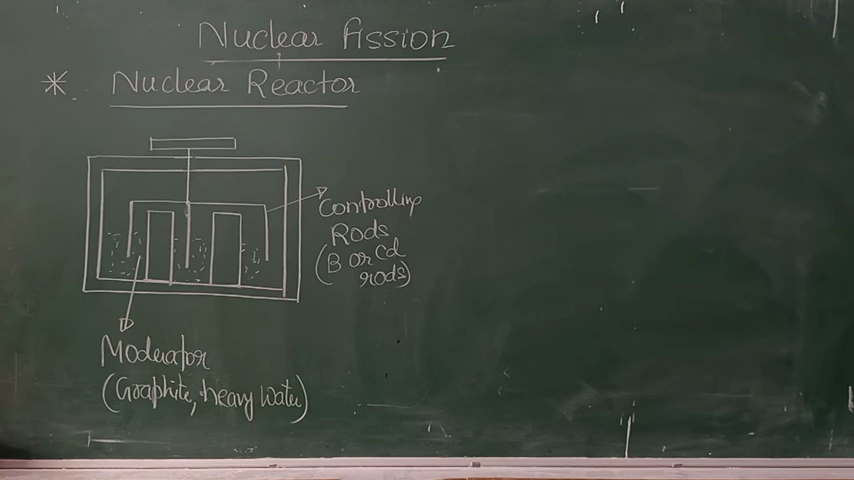 Nuclear fission
* Nuclear Reactor
Controlling
Rods
(B or Cd
rods)
Moderator
(Graphite, heavy water)